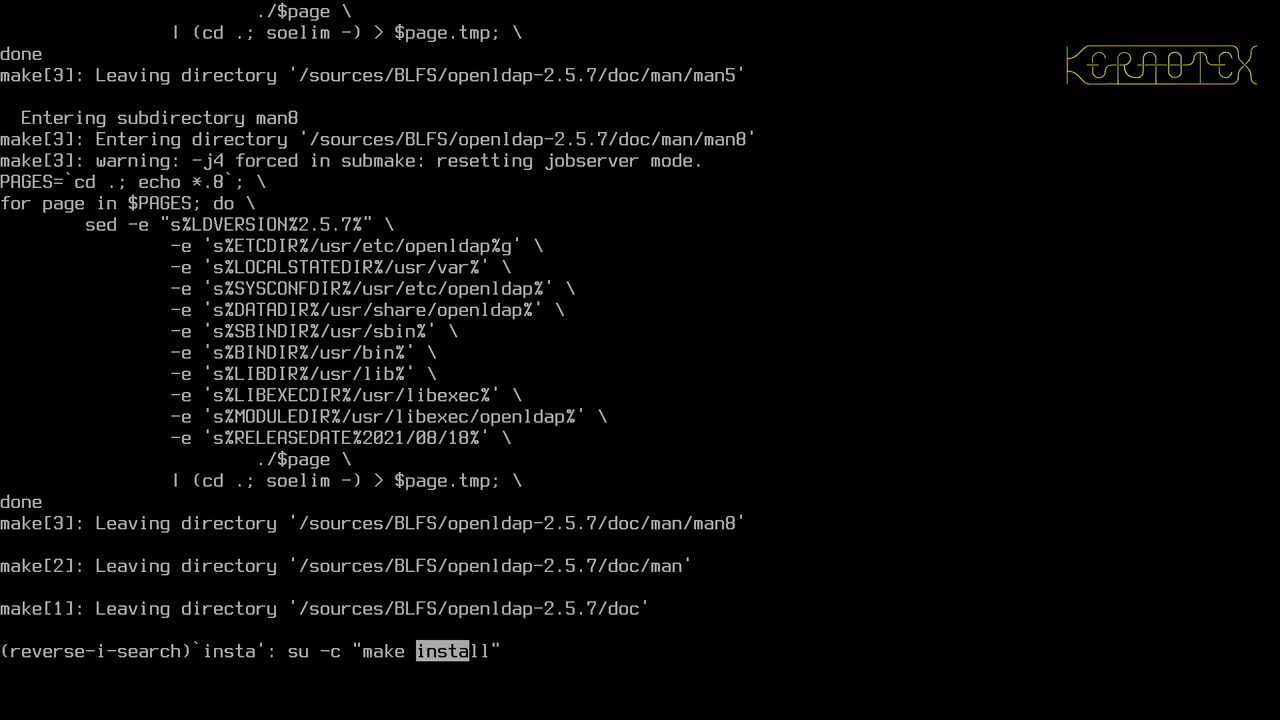 ./$page \
| (cd .; soelim -) > $page.tmp; \
done
make[3]: Leaving directory '/sources/BLFS/openldap-2.5.7/doc/man/man5'
KERNOTEX
Entering subdirectory man8
make[3]: Entering directory '/sources/BLFS/openldap-2.5.7/doc/man/man8'
make[3]: warning: -j4 forced in submake: resetting jobserver mode.
PAGES=`cd .; echo *.8`; \
for page in $PAGES; do \
sed -e "s%LDVERSION%2.5.7%" \
-e 's%ETCDIR%/usr/etc/openldap%g' \
-e 's%LOCALSTATEDIR%/usr/var%' \
-e 's%SYSCONFDIR%/usr/etc/openldap%' \
-e 's%DATADIR%/usr/share/openldap%' \
-e 's%SBINDIR%/usr/sbin%' \
-e 's%BINDIR%/usr/bin%' \
-e 's%LIBDIR%/usr/lib%' \
-e 's%LIBEXECDIR%/usr/libexec%' \
-e 's%MODULEDIR%/usr/libexec/openldap%' \
-e 's%RELEASEDATE%2021/08/18%' \
./$page \
| (cd .; soelim -) > $page.tmp; \
done
make[3]: Leaving directory '/sources/BLFS/openldap-2.5.7/doc/man/man8'
make[2]: Leaving directory '/sources/BLFS/openldap-2.5.7/doc/man'
make[1]: Leaving directory '/sources/BLFS/openldap-2.5.7/doc'
(reverse-i-search)`insta': su -c "make install"